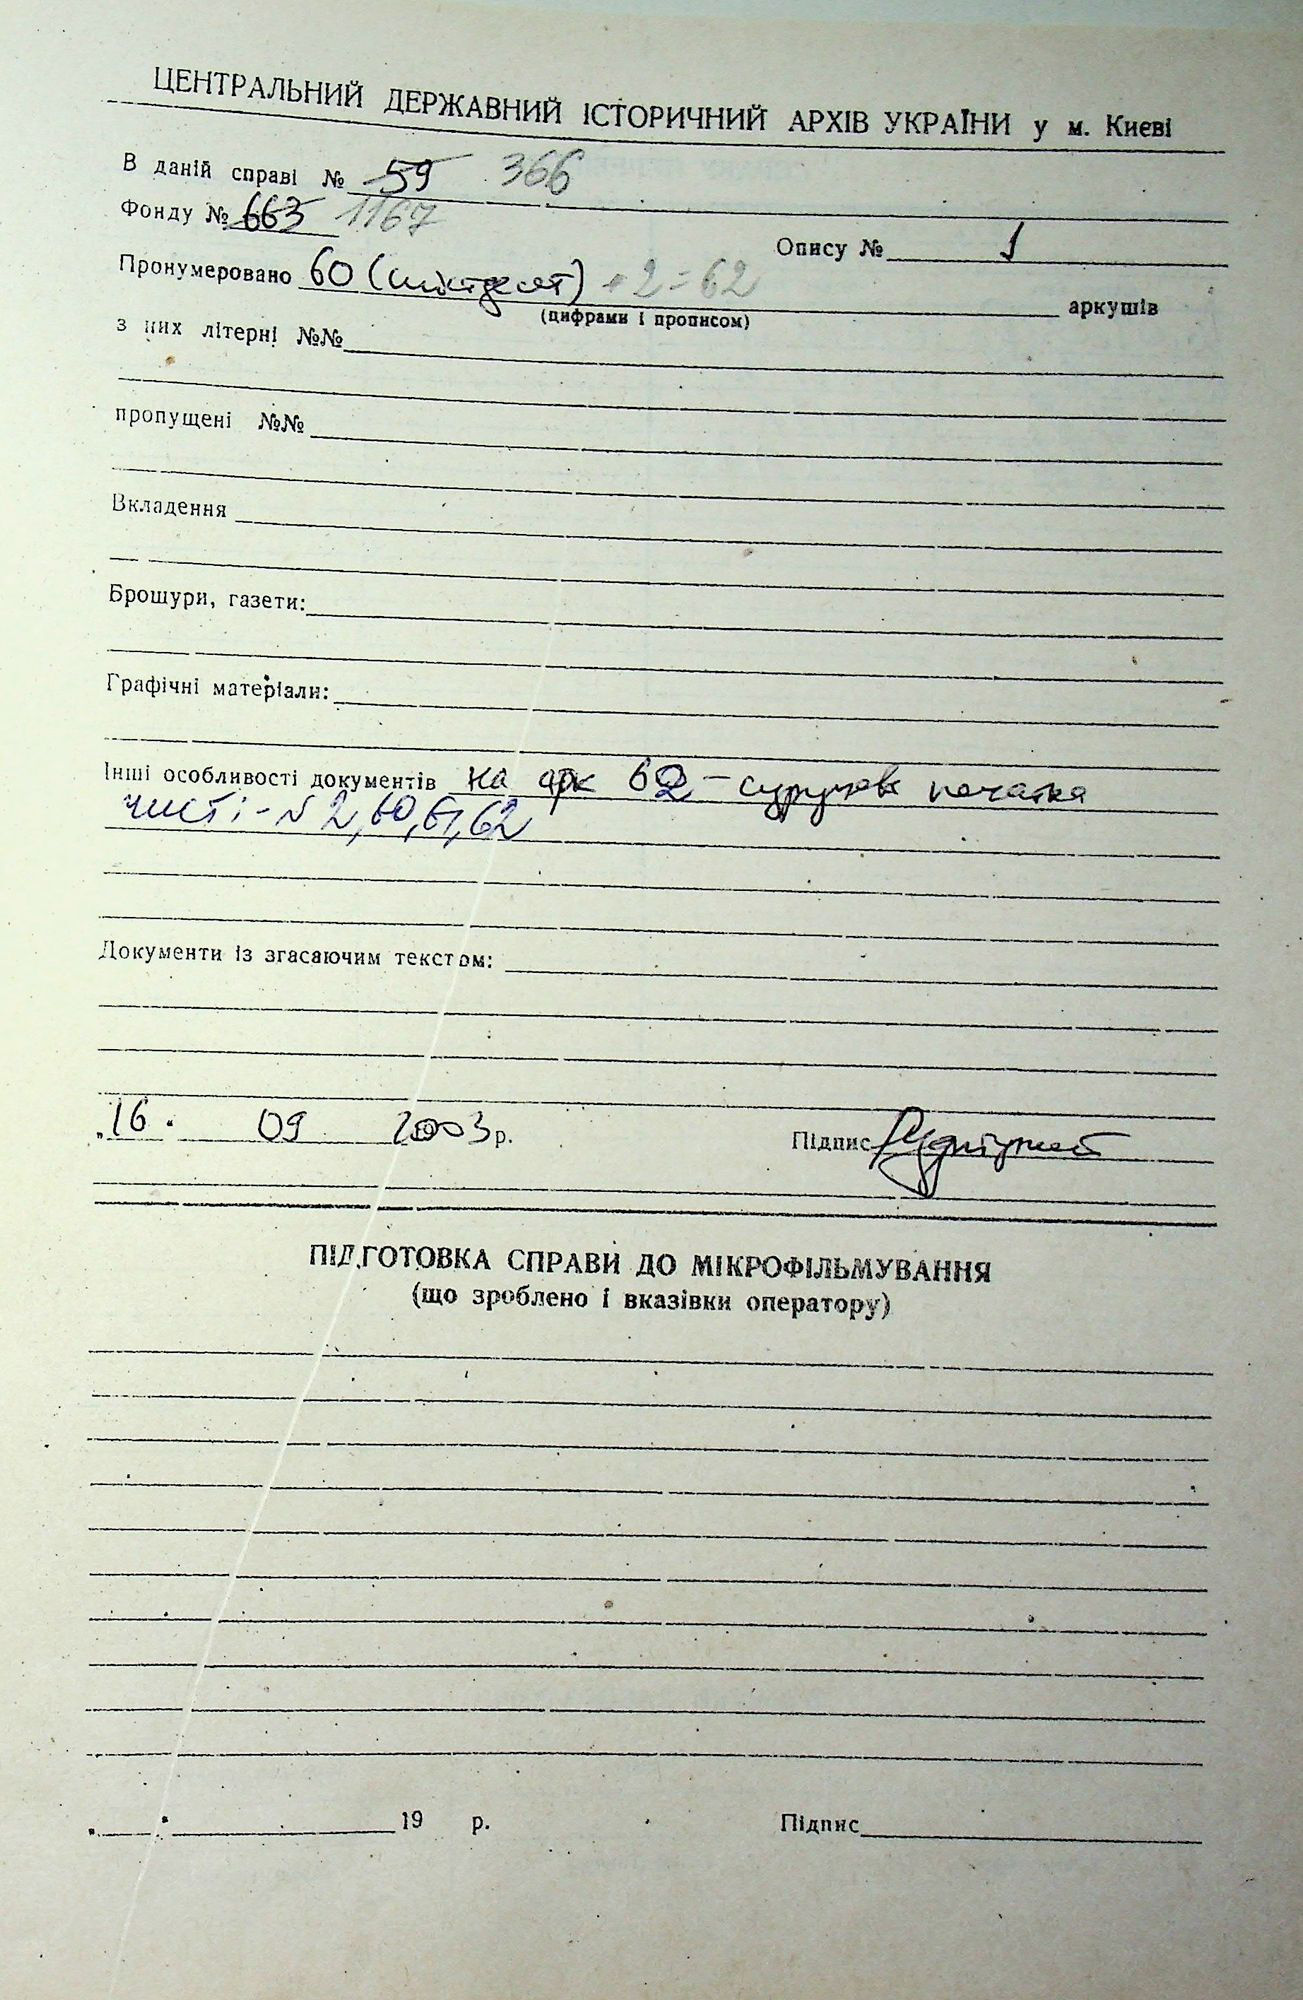 ЦЕНТРАЛЬНИЙ ДЕРЖАВНИЙ ІСТОРИЧНИЙ АРХІВ УКРАЇНИ у м. Києві
В даній справі № 59 366
Фонду № 663 1167
Опису № 1
Пронумеровано 60 (шістдесят) + 2 = 62 аркушів
(цифрами і прописом)
з них літерні №№
пропущені №№
Вкладення
Брошури, газети:
Графічні матеріали:
Інші особливості документів на арк 62 – сургучева печатка
чисті - N 2, 60, 61, 62
Документи із згасаючим текстом:
„16" 09 2003 р. Підпис
ПІДГОТОВКА СПРАВИ ДО МІКРОФІЛЬМУВАННЯ
(що зроблено і вказівки оператору)
„ " 19 р. Підпис